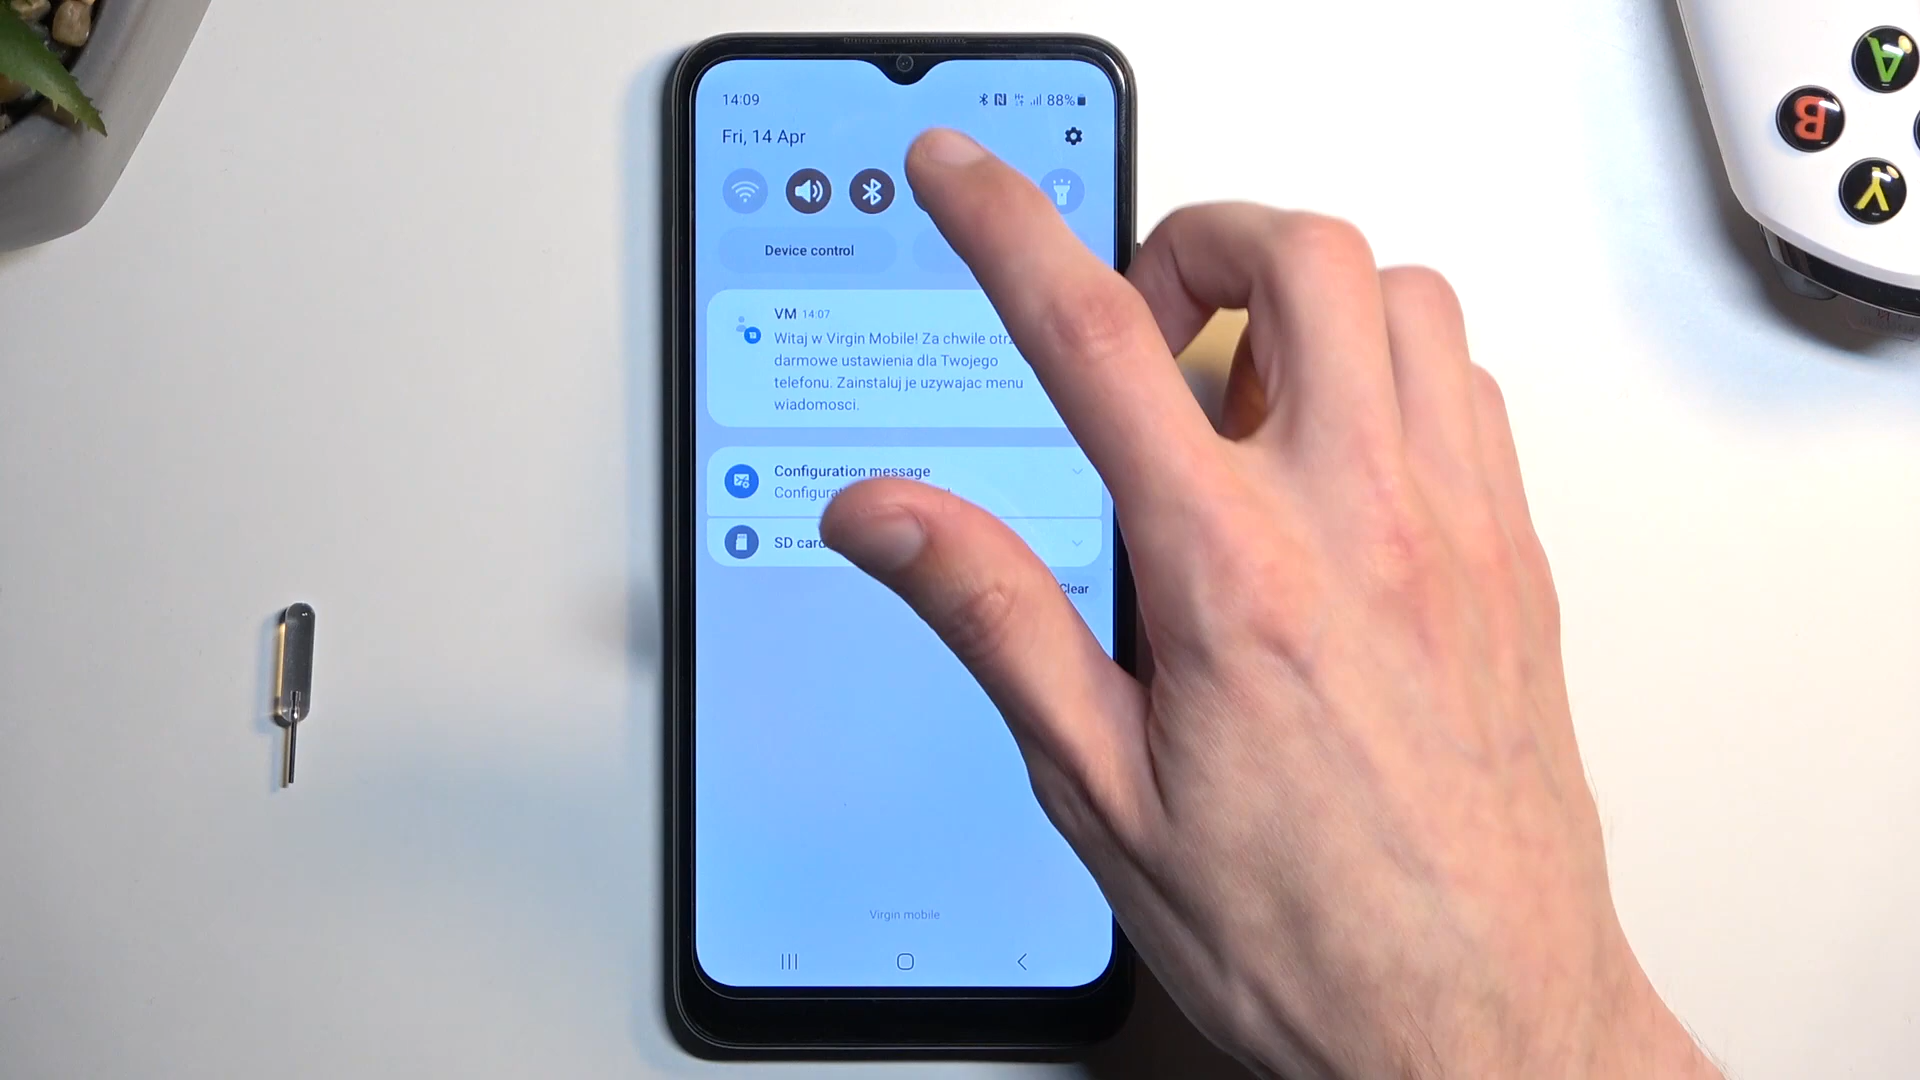 14:09 88%
Fri, 14 Apr
Device control
VM 14:07
Witaj w Virgin Mobile! Za chwile
darmowe ustawienia dla Twojego
telefonu. Zainstaluj je uzywajac menu
wiadomosci.
Configuration message
SD card
Clear
Virgin mobile
A
B
Y